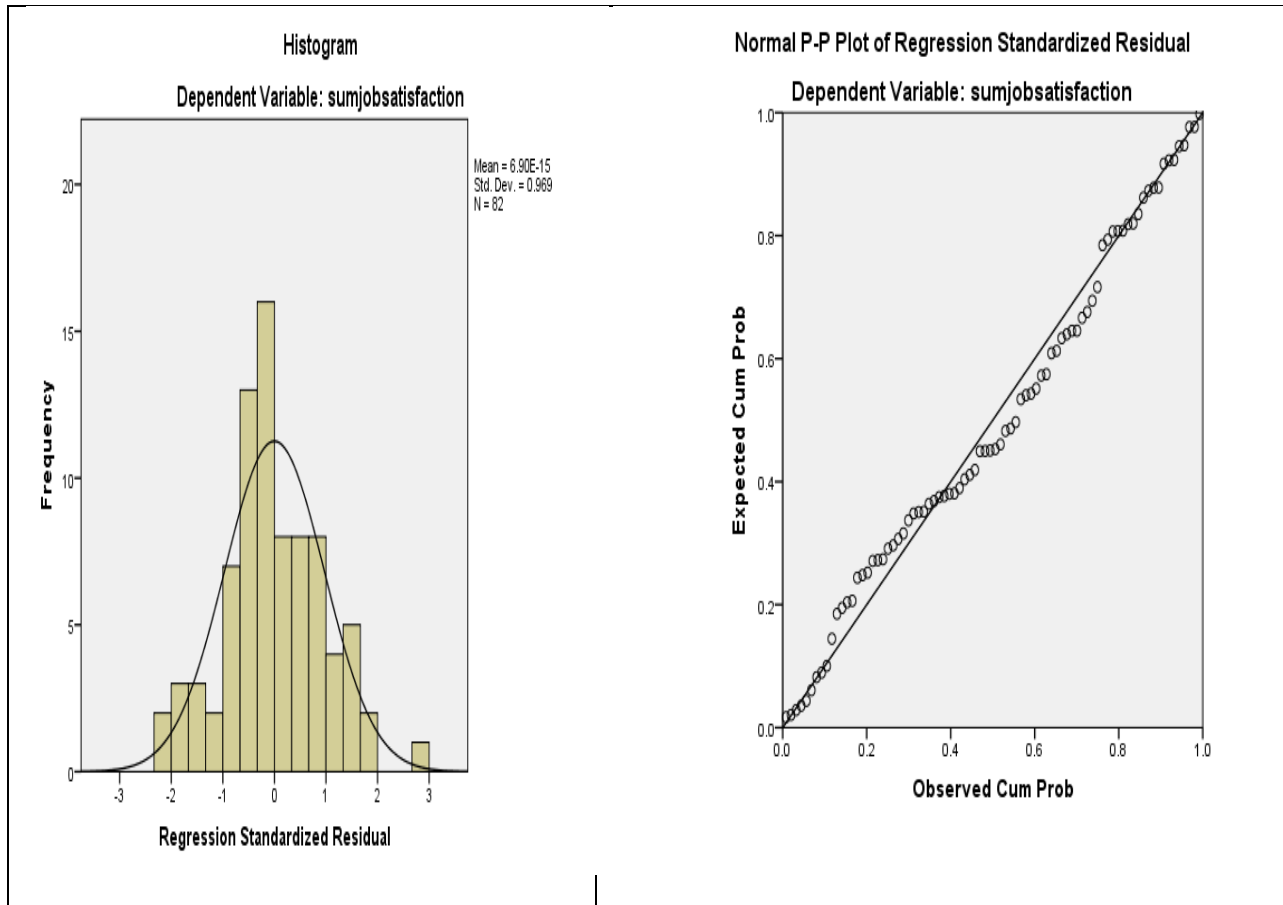 Histogram
Dependent Variable: sumjobsatisfaction
Mean = 6.90E-15
Std. Dev. = 0.969
N = 82
20
15
10
5
0
Frequency
-3 -2 -1 0 1 2 3
Regression Standardized Residual
Normal P-P Plot of Regression Standardized Residual
Dependent Variable: sumjobsatisfaction
1.0
0.8
0.6
0.4
0.2
0.0
Expected Cum Prob
0.0 0.2 0.4 0.6 0.8 1.0
Observed Cum Prob